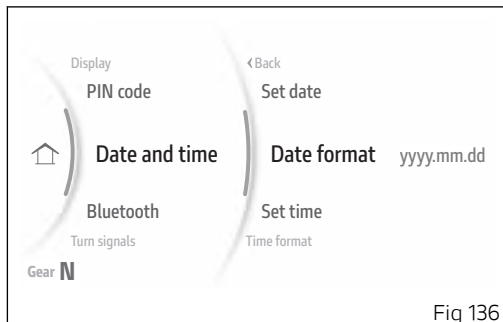 Display
PIN code
Date and time
Bluetooth
Turn signals
Gear N
‹Back
Set date
Date format yyyy.mm.dd
Set time
Time format
Fig 136